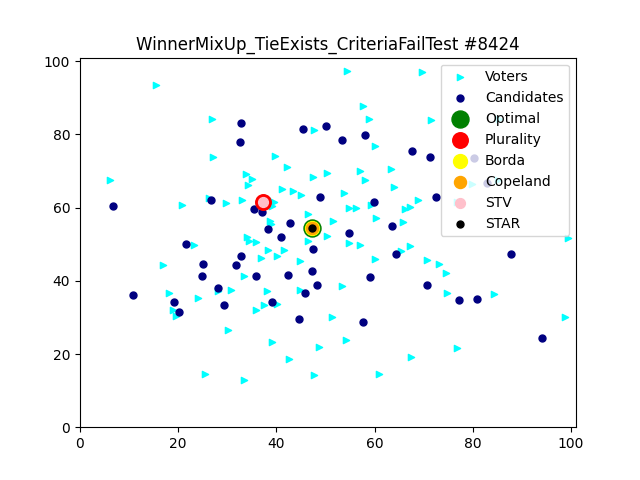 WinnerMixUp_TieExists_CriteriaFailTest #8424
100
80
60
40
20
0
0
20
40
60
80
100
Voters
Candidates
Optimal
Plurality
Borda
Copeland
STV
STAR